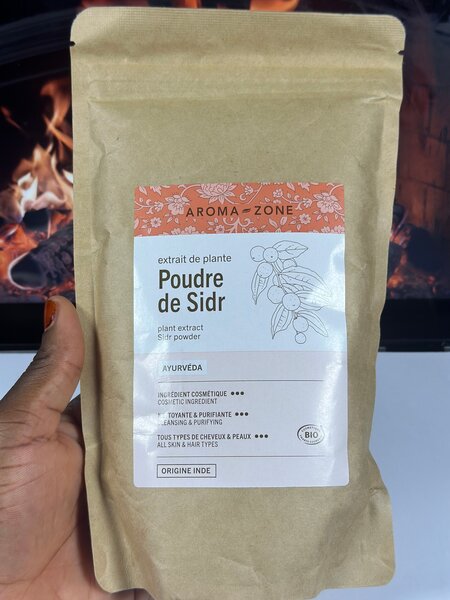 AROMA-ZONE
extrait de plante
Poudre
de Sidr
plant extract
Sidr powder
AYURVÉDA
INGRÉDIENT COSMÉTIQUE
COSMETIC INGREDIENT
NETTOYANTE & PURIFIANTE
CLEANSING & PURIFYING
TOUS TYPES DE CHEVEUX & PEAUX
ALL SKIN & HAIR TYPES
BIO
ORIGINE INDE